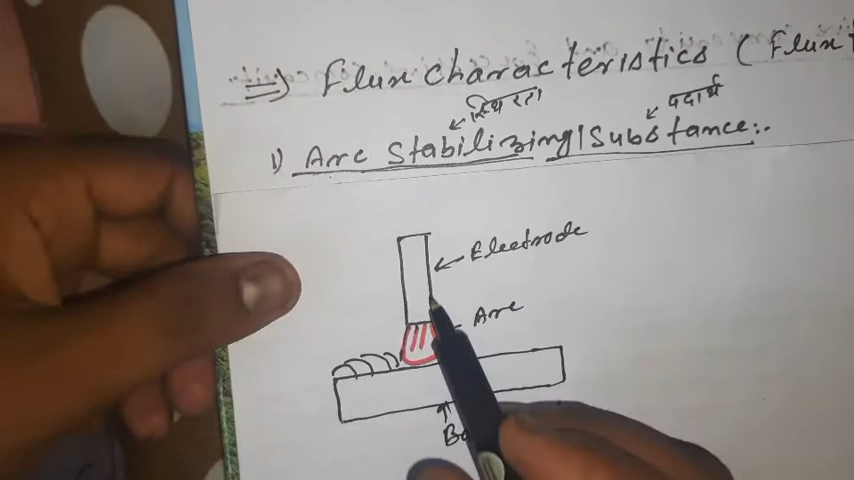 ⇒ Flux characteristics ( Flux
स्थिरता पदार्थ
1) Arc Stabilizing | Substance:.
Electrode
Arc